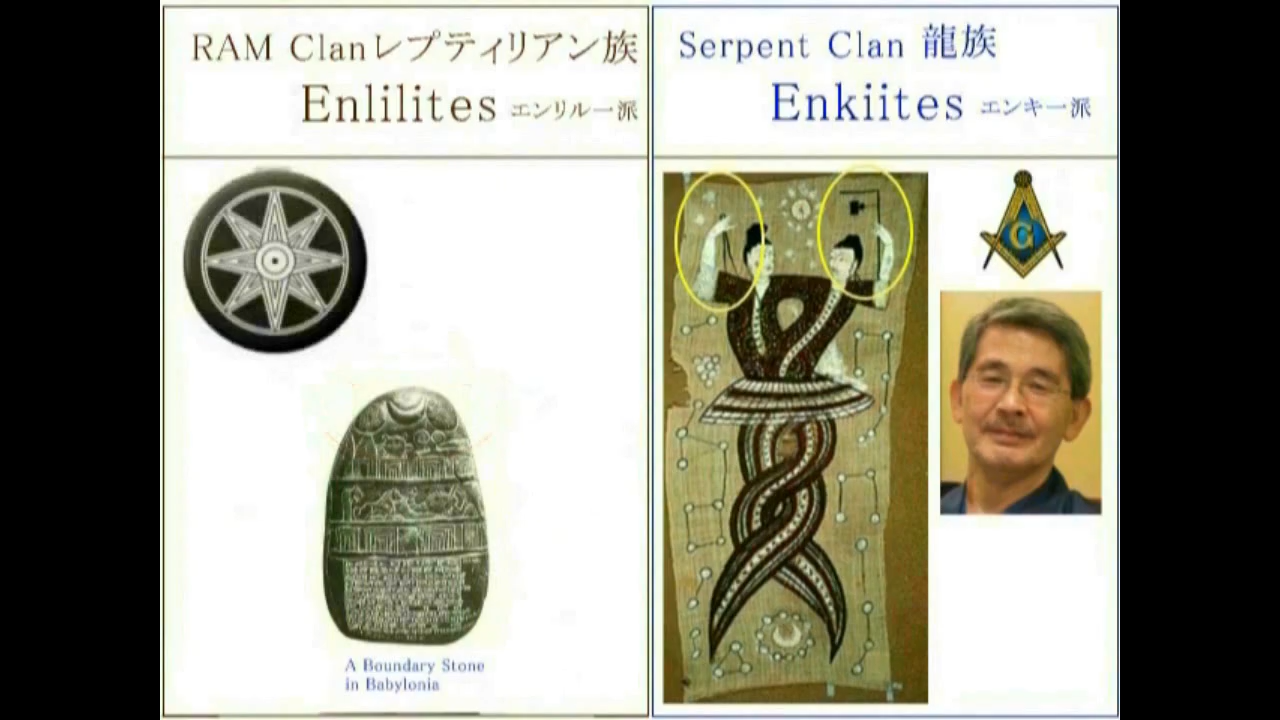 RAM Clanレプティリアン族
Enlilites エンリル一派
Serpent Clan 龍族
Enkiites エンキ一派
G
A Boundary Stone
in Babylonia